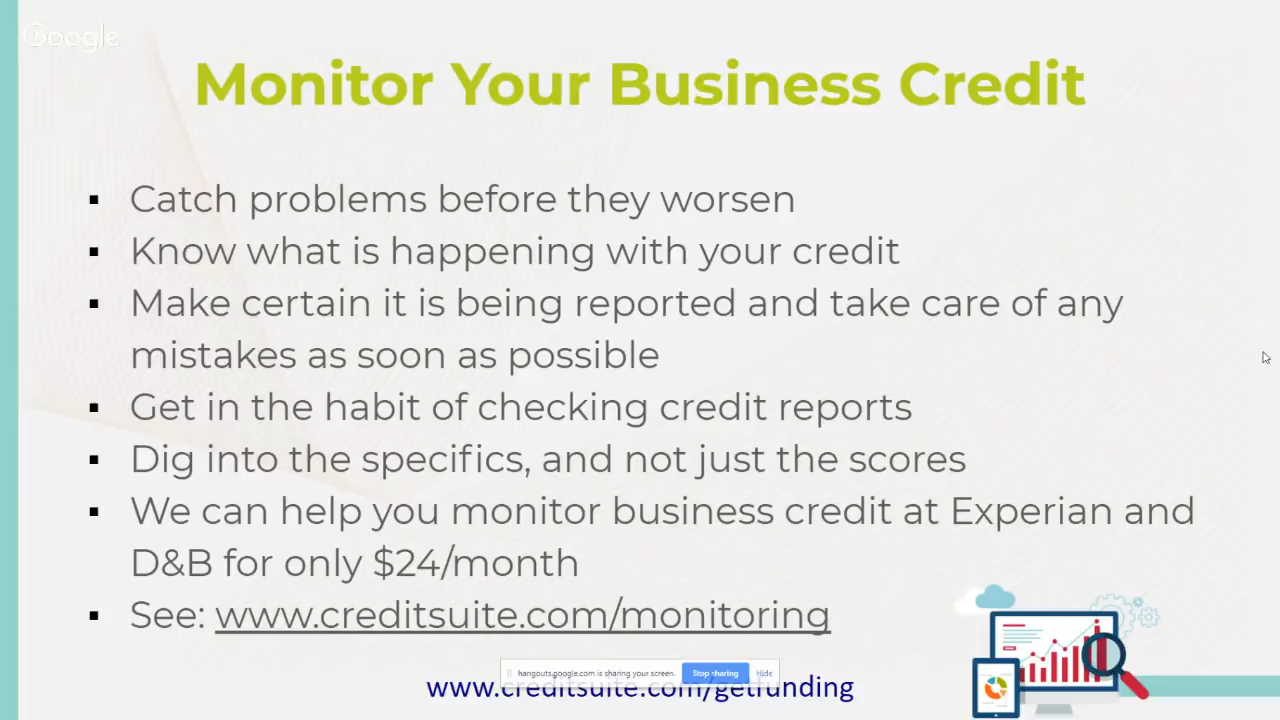 Google
Monitor Your Business Credit
▪ Catch problems before they worsen
▪ Know what is happening with your credit
▪ Make certain it is being reported and take care of any
mistakes as soon as possible
▪ Get in the habit of checking credit reports
▪ Dig into the specifics, and not just the scores
▪ We can help you monitor business credit at Experian and
D&B for only $24/month
▪ See: www.creditsuite.com/monitoring
hangouts.google.com is sharing your screen. Stop sharing Hide
www.creditsuite.com/getfunding